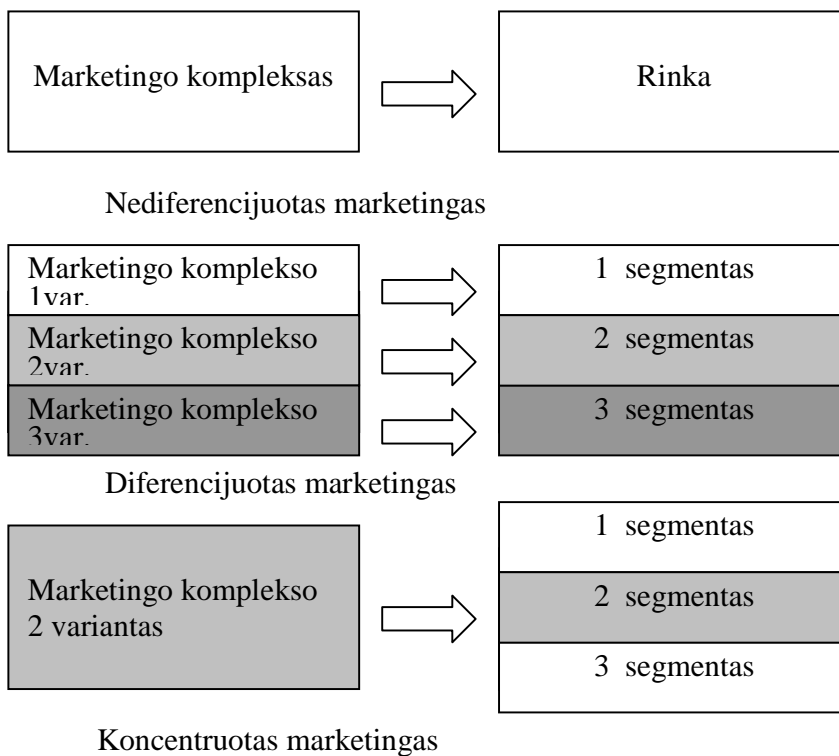 Marketingo kompleksas
Rinka
Nediferencijuotas marketingas
Marketingo komplekso
1var.
1 segmentas
Marketingo komplekso
2var.
2 segmentas
Marketingo komplekso
3var.
3 segmentas
Diferencijuotas marketingas
Marketingo komplekso
2 variantas
1 segmentas
2 segmentas
3 segmentas
Koncentruotas marketingas